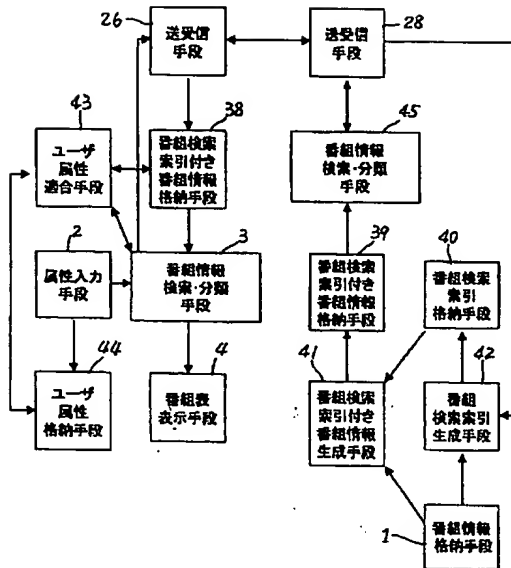 26
送受信
手段
28
送受信
手段
43
ユーザ
属性
適合手段
38
番組検索
索引付き
番組情報
格納手段
45
番組情報
検索・分類
手段
2
属性入力
手段
3
番組情報
検索・分類
手段
39
番組検索
索引付き
番組情報
格納手段
40
番組検索
索引
格納手段
44
ユーザ
属性
格納手段
4
番組表
表示手段
41
番組検索
索引付き
番組情報
生成手段
42
番組
検索索引
生成手段
1
番組情報
格納手段